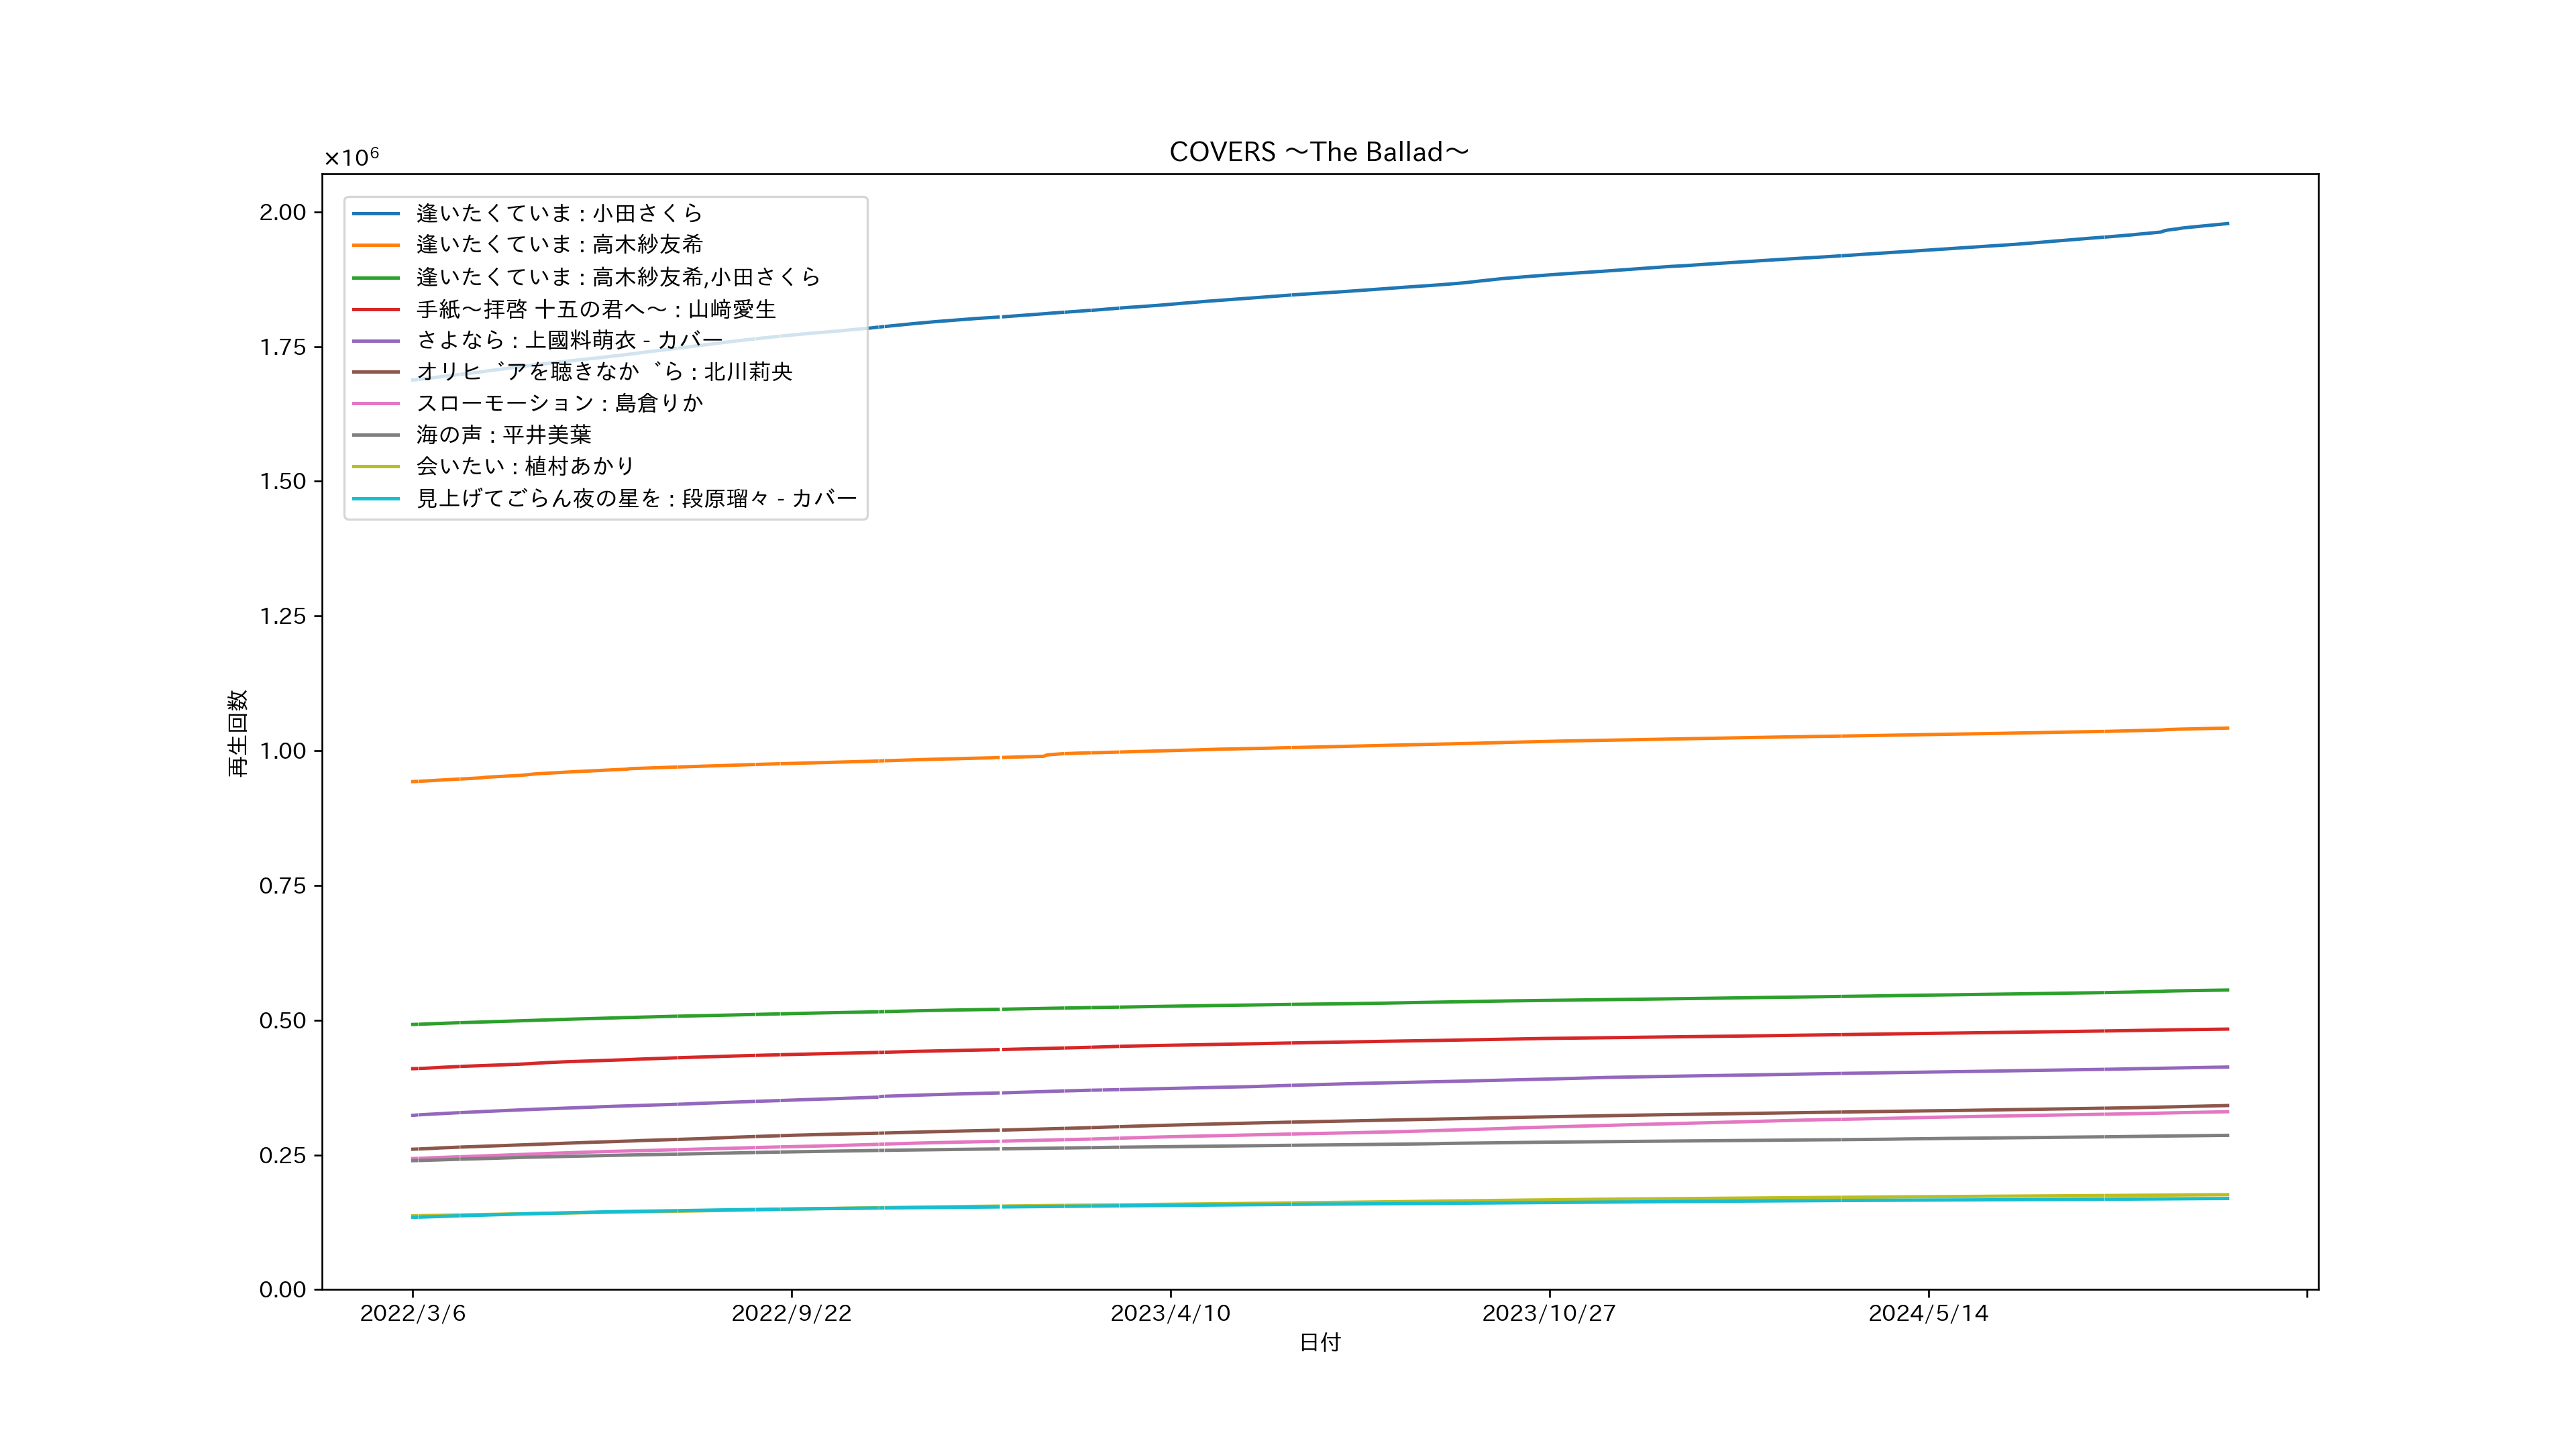 COVERS ～The Ballad～
×10⁶
2.00
1.75
1.50
1.25
1.00
0.75
0.50
0.25
0.00
再生回数
逢いたくていま : 小田さくら
逢いたくていま : 高木紗友希
逢いたくていま : 高木紗友希,小田さくら
手紙～拝啓 十五の君へ～ : 山﨑愛生
さよなら : 上國料萌衣 - カバー
オリヒ゛アを聴きなか゛ら : 北川莉央
スローモーション : 島倉りか
海の声 : 平井美葉
会いたい : 植村あかり
見上げてごらん夜の星を : 段原瑠々 - カバー
2022/3/6
2022/9/22
2023/4/10
2023/10/27
2024/5/14
日付